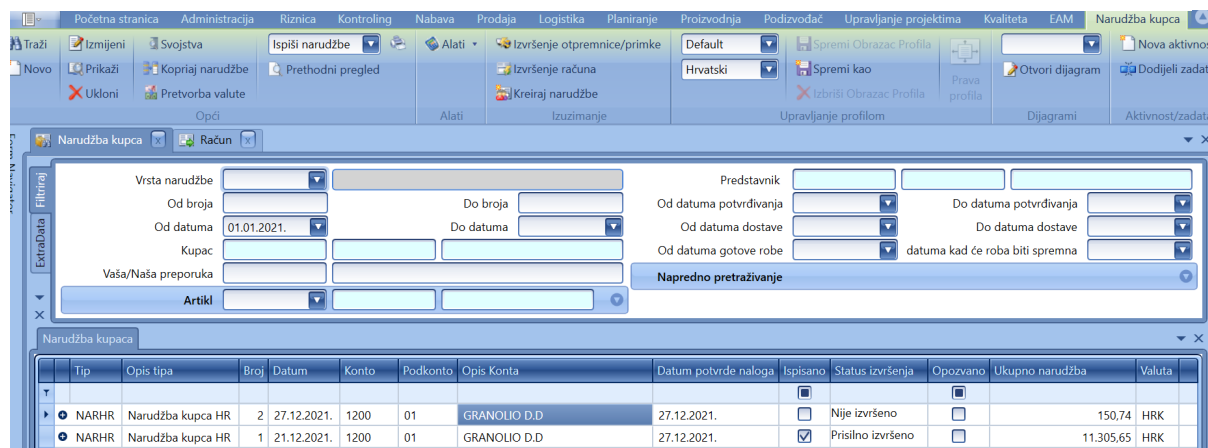 Početna stranica Administracija Riznica Kontroling Nabava Prodaja Logistika Planiranje Proizvodnja Podizvođač Upravljanje projektima Kvaliteta EAM Narudžba kupca
Traži Izmijeni Svojstva Ispiši narudžbe Alati Izvršenje otpremnice/primke Default Spremi Obrazac Profila Nova aktivnos
Novo Prikaži Kopriaj narudžbe Prethodni pregled Izvršenje računa Hrvatski Spremi kao Prava profila Otvori dijagram Dodijeli zadat
Ukloni Pretvorba valute Kreiraj narudžbe Izbriši Obrazac Profila
Opći Alati Izuzimanje Upravljanje profilom Dijagrami Aktivnost/zadata
Narudžba kupca x Račun x
Form Navigator
Filtriraj
ExtraData
Vrsta narudžbe Predstavnik
Od broja Do broja Od datuma potvrđivanja Do datuma potvrđivanja
Od datuma 01.01.2021. Do datuma Od datuma dostave Do datuma dostave
Kupac Od datuma gotove robe datuma kad će roba biti spremna
Vaša/Naša preporuka Napredno pretraživanje
Artikl
Narudžba kupaca
Tip Opis tipa Broj Datum Konto Podkonto Opis Konta Datum potvrde naloga Ispisano Status izvršenja Opozvano Ukupno narudžba Valuta
NARHR Narudžba kupca HR 2 27.12.2021. 1200 01 GRANOLIO D.D 27.12.2021. Nije izvršeno 150,74 HRK
NARHR Narudžba kupca HR 1 21.12.2021. 1200 01 GRANOLIO D.D 27.12.2021. Prisilno izvršeno 11.305,65 HRK